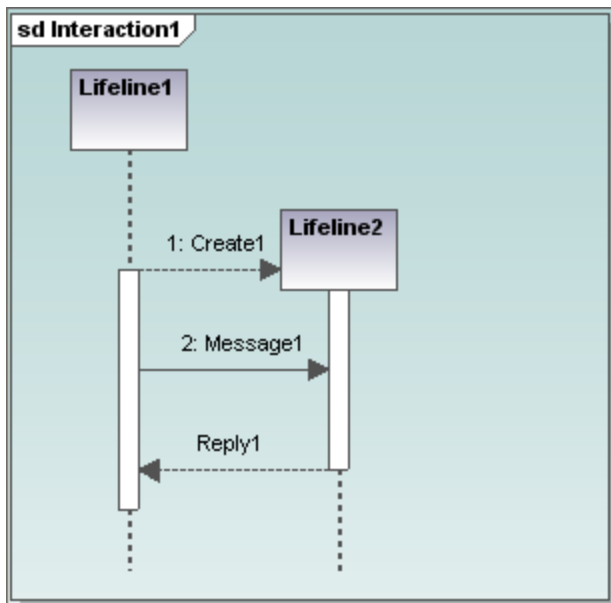 sd Interaction1
Lifeline1
Lifeline2
1: Create1
2: Message1
Reply1